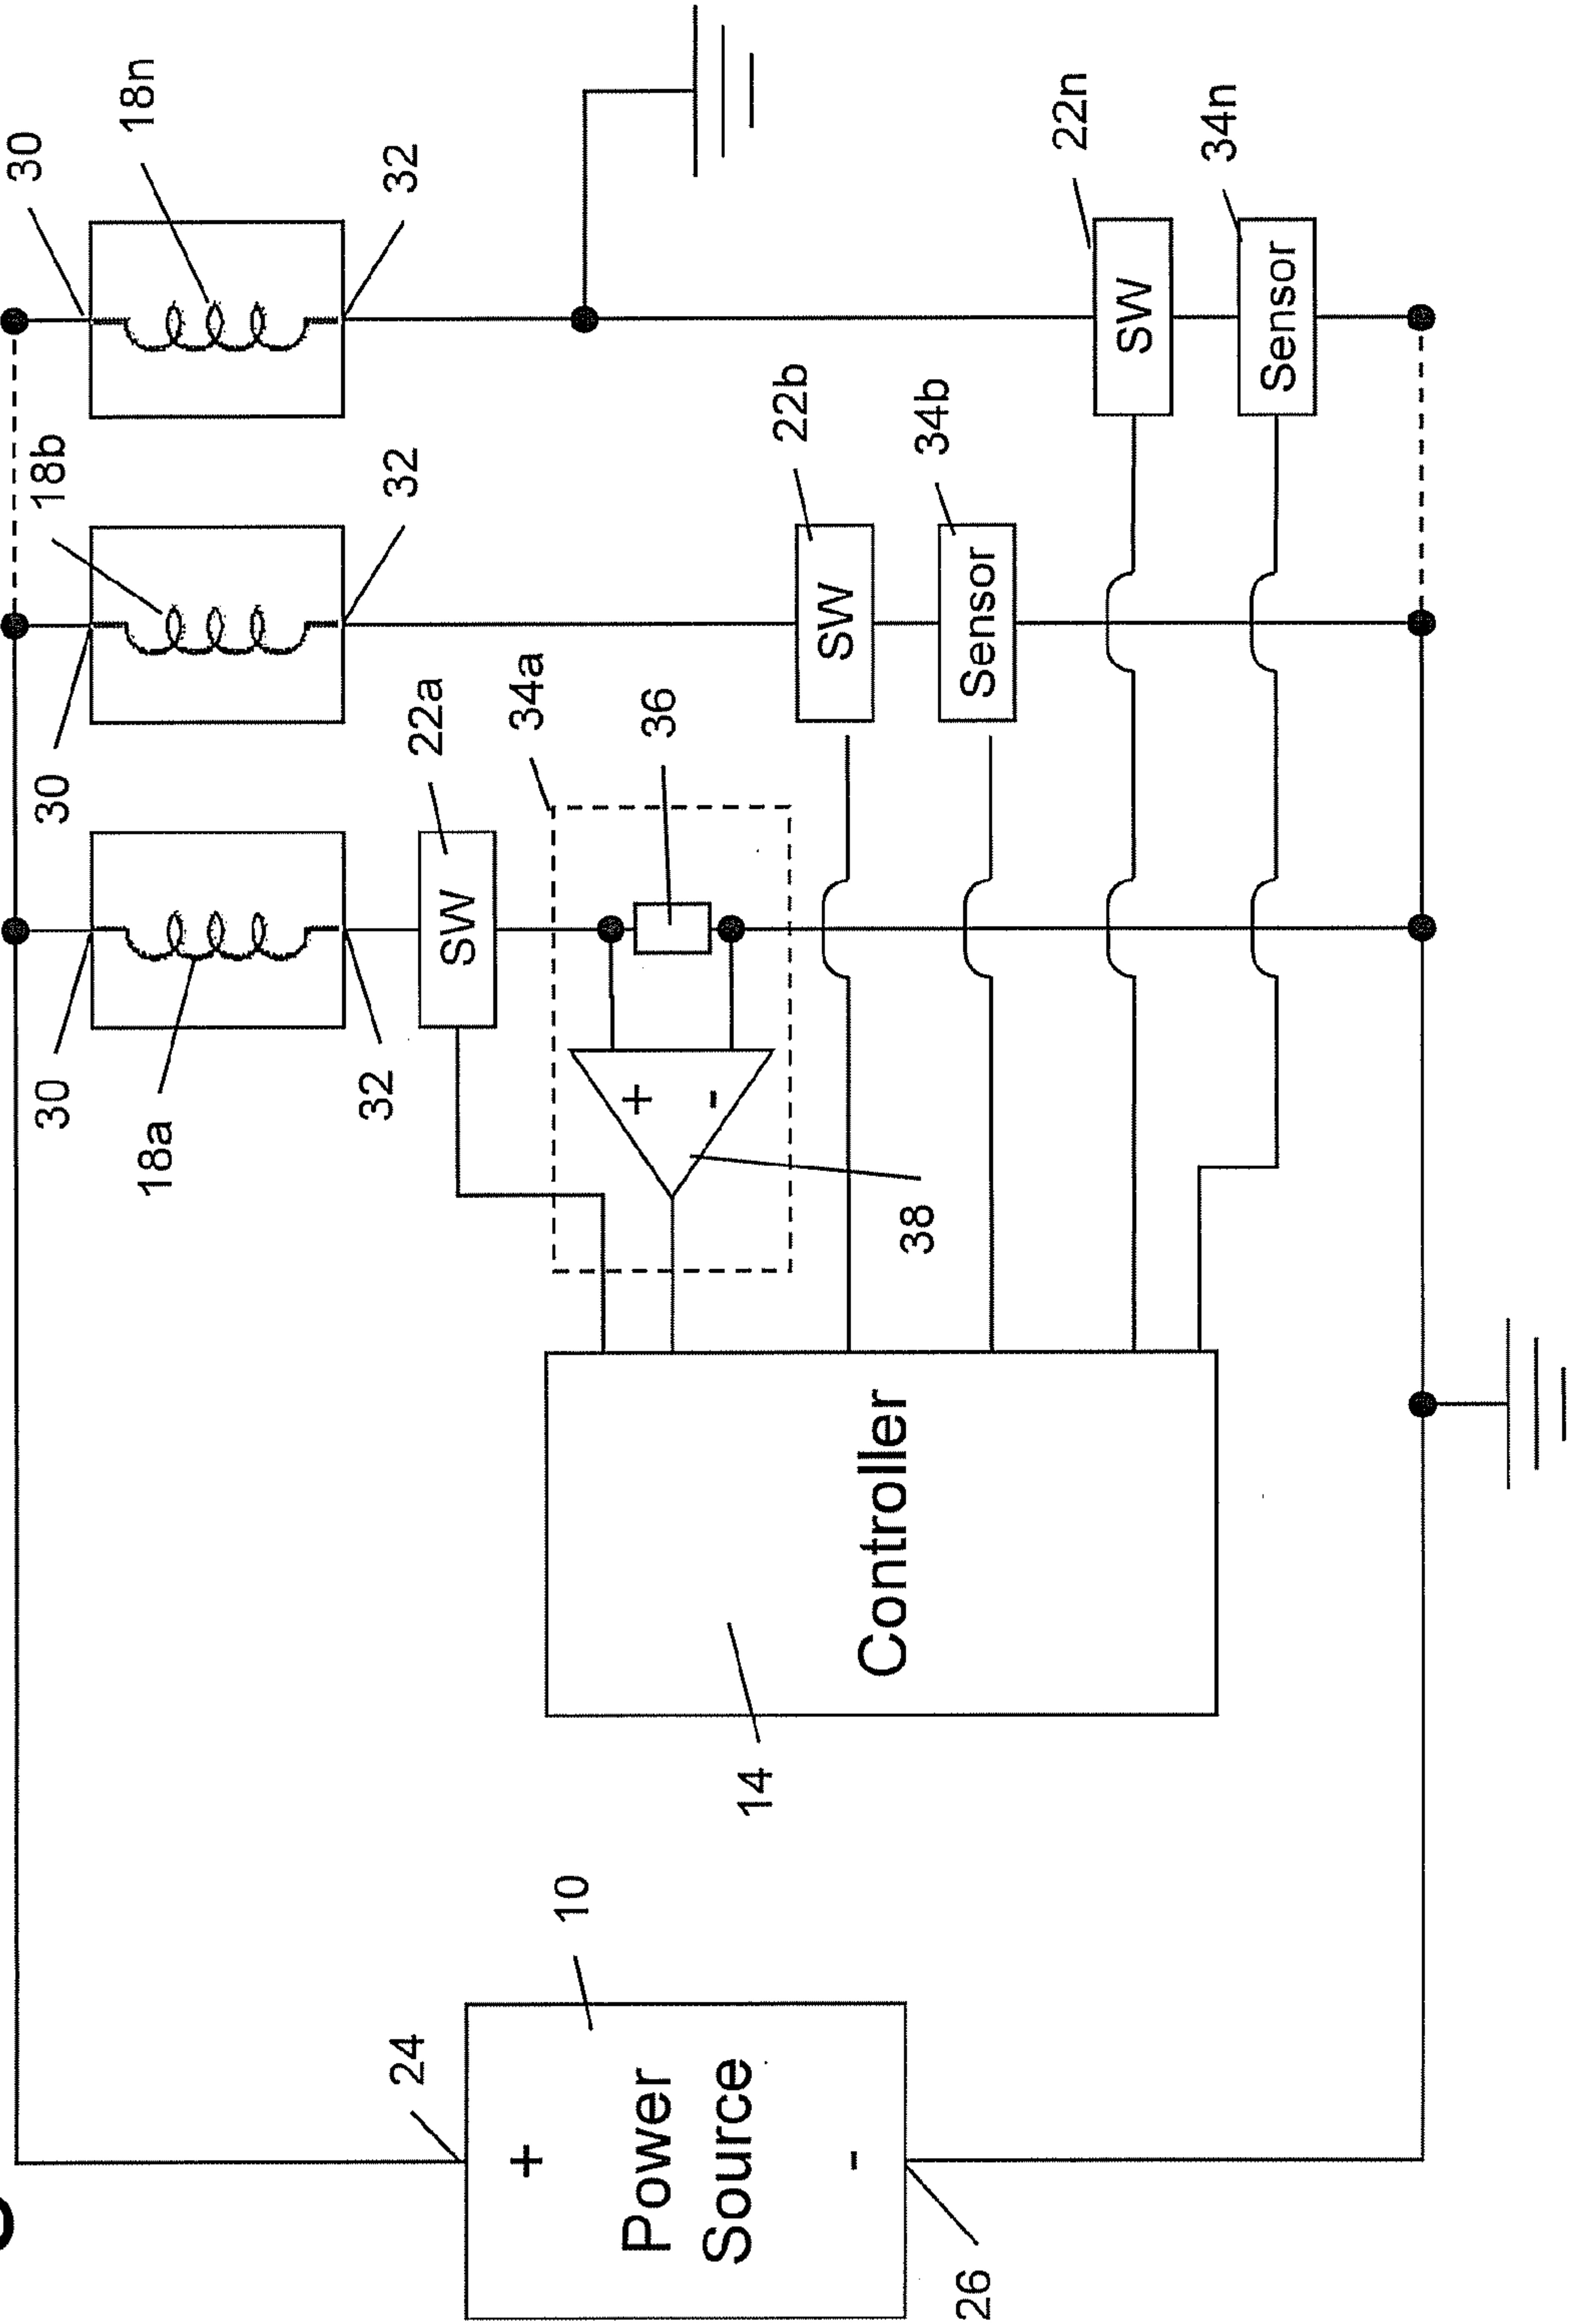 30
18n
32
22n
SW
34n
Sensor
18b
30
32
22b
SW
34b
Sensor
30
18a
32
22a
SW
34a
36
+
-
38
Controller
14
24
+
Power
Source
-
10
26